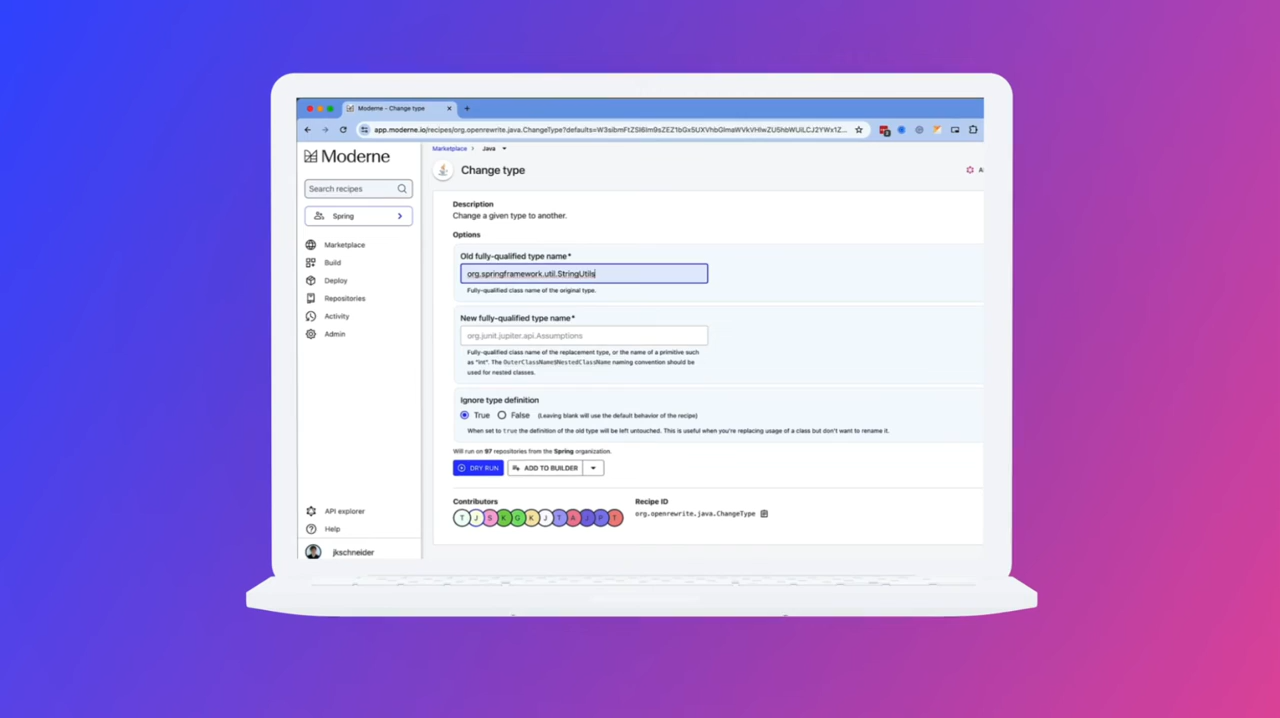 Moderne - Change type
app.moderne.io/recipes/org.openrewrite.java.ChangeType?defaults=
Moderne
Marketplace > Java
Change type
Search recipes
Spring
Marketplace
Build
Deploy
Repositories
Activity
Admin
API explorer
Help
jkschneider
Description
Change a given type to another.
Options
Old fully-qualified type name*
org.springframework.util.StringUtils
Fully-qualified class name of the original type.
New fully-qualified type name*
org.junit.jupiter.api.Assumptions
Fully-qualified class name of the replacement type, or the name of a primitive such
as "int". The OuterClassName$NestedClassName naming convention should be
used for nested classes.
Ignore type definition
True False (Leaving blank will use the default behavior of the recipe)
When set to true the definition of the old type will be left untouched. This is useful when you're replacing usage of a class but don't want to rename it.
Will run on 97 repositories from the Spring organization.
DRY RUN ADD TO BUILDER
Contributors
T J S K G K J T A J P T
Recipe ID
org.openrewrite.java.ChangeType